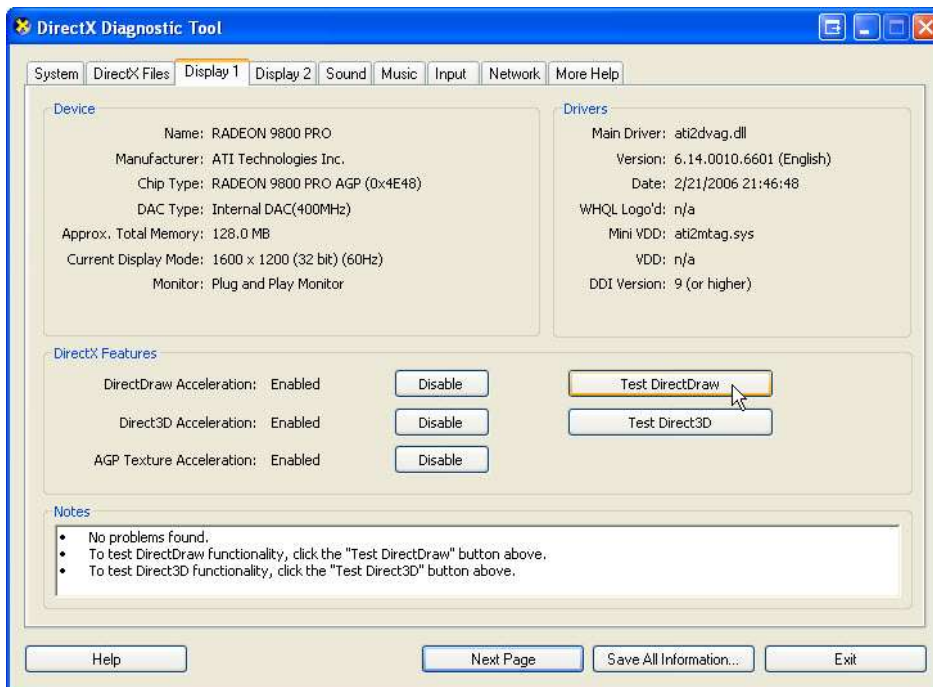 DirectX Diagnostic Tool
System DirectX Files Display 1 Display 2 Sound Music Input Network More Help
Device
Name: RADEON 9800 PRO
Manufacturer: ATI Technologies Inc.
Chip Type: RADEON 9800 PRO AGP (0x4E48)
DAC Type: Internal DAC(400MHz)
Approx. Total Memory: 128.0 MB
Current Display Mode: 1600 x 1200 (32 bit) (60Hz)
Monitor: Plug and Play Monitor
Drivers
Main Driver: ati2dvag.dll
Version: 6.14.0010.6601 (English)
Date: 2/21/2006 21:46:48
WHQL Logo'd: n/a
Mini VDD: ati2mtag.sys
VDD: n/a
DDI Version: 9 (or higher)
DirectX Features
DirectDraw Acceleration: Enabled Disable Test DirectDraw
Direct3D Acceleration: Enabled Disable Test Direct3D
AGP Texture Acceleration: Enabled Disable
Notes
• No problems found.
• To test DirectDraw functionality, click the "Test DirectDraw" button above.
• To test Direct3D functionality, click the "Test Direct3D" button above.
Help Next Page Save All Information... Exit